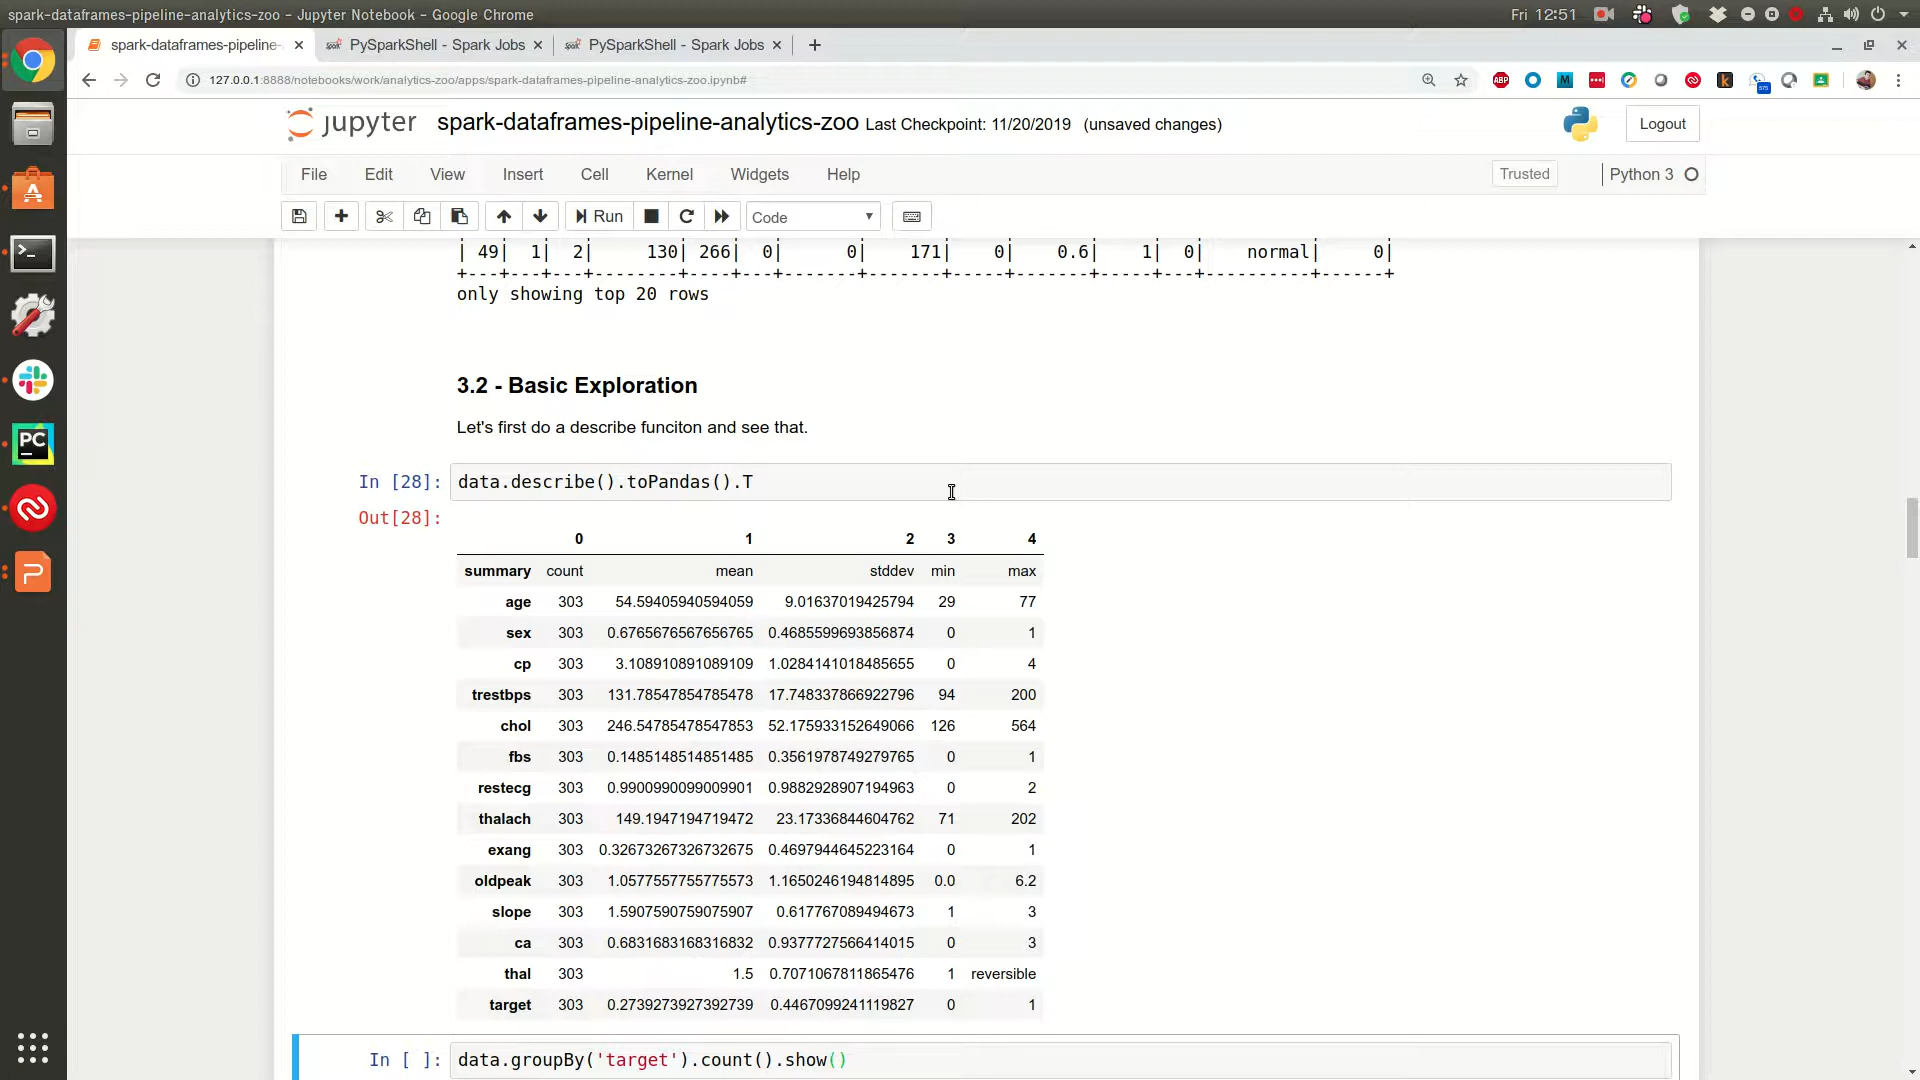 spark-dataframes-pipeline-analytics-zoo - Jupyter Notebook - Google Chrome
Fri 12:51
spark-dataframes-pipeline-
PySparkShell - Spark Jobs
PySparkShell - Spark Jobs
127.0.0.1:8888/notebooks/work/analytics-zoo/apps/spark-dataframes-pipeline-analytics-zoo.ipynb#
jupyter spark-dataframes-pipeline-analytics-zoo Last Checkpoint: 11/20/2019 (unsaved changes)
Logout
File Edit View Insert Cell Kernel Widgets Help
Trusted
Python 3
Run
Code
| 49| 1| 2| 130| 266| 0| 0| 171| 0| 0.6| 1| 0| normal| 0|
+---+---+---+--------+----+---+-------+-------+-----+-------+-----+---+----------+------+
only showing top 20 rows
3.2 - Basic Exploration
Let's first do a describe funciton and see that.
In [28]: data.describe().toPandas().T
Out[28]:
0 1 2 3 4
summary count mean stddev min max
age 303 54.59405940594059 9.01637019425794 29 77
sex 303 0.6765676567656765 0.4685599693856874 0 1
cp 303 3.108910891089109 1.0284141018485655 0 4
trestbps 303 131.78547854785478 17.748337866922796 94 200
chol 303 246.54785478547853 52.175933152649066 126 564
fbs 303 0.1485148514851485 0.3561978749279765 0 1
restecg 303 0.9900990099009901 0.9882928907194963 0 2
thalach 303 149.1947194719472 23.17336844604762 71 202
exang 303 0.32673267326732675 0.4697944645223164 0 1
oldpeak 303 1.0577557755775573 1.1650246194814895 0.0 6.2
slope 303 1.5907590759075907 0.617767089494673 1 3
ca 303 0.6831683168316832 0.9377727566414015 0 3
thal 303 1.5 0.7071067811865476 1 reversible
target 303 0.2739273927392739 0.4467099241119827 0 1
In [ ]: data.groupBy('target').count().show()